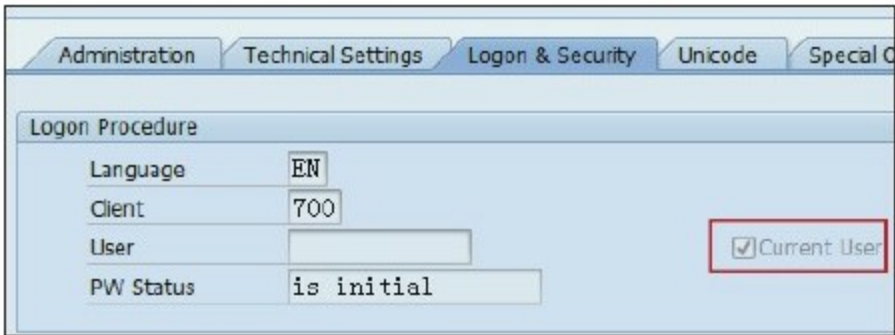 Administration Technical Settings Logon & Security Unicode Special C
Logon Procedure
Language EN
Client 700
User Current User
PW Status is initial